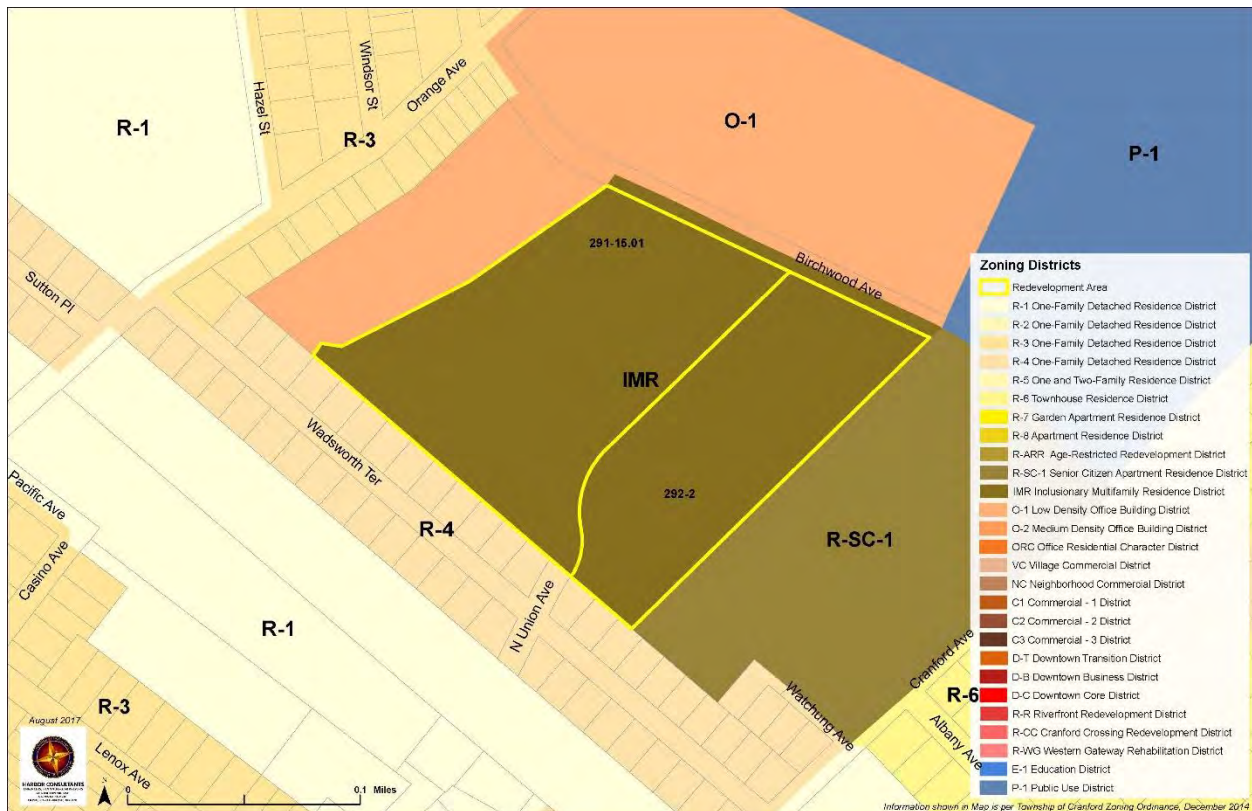 Windsor St
Orange Ave
Hazel St
R-1
R-3
O-1
P-1
291-15.01
Birchwood Ave
Sutton Pl
IMR
Wadsworth Ter
292-2
R-4
R-SC-1
Pacific Ave
Casino Ave
N Union Ave
R-1
Cranford Ave
R-6
Watchung Ave
Albany Ave
R-3
Lenox Ave
Zoning Districts
Redevelopment Area
R-1 One-Family Detached Residence District
R-2 One-Family Detached Residence District
R-3 One-Family Detached Residence District
R-4 One-Family Detached Residence District
R-5 One and Two-Family Residence District
R-6 Townhouse Residence District
R-7 Garden Apartment Residence District
R-8 Apartment Residence District
R-ARR Age-Restricted Redevelopment District
R-SC-1 Senior Citizen Apartment Residence District
IMR Inclusionary Multifamily Residence District
O-1 Low Density Office Building District
O-2 Medium Density Office Building District
ORC Office Residential Character District
VC Village Commercial District
NC Neighborhood Commercial District
C1 Commercial - 1 District
C2 Commercial - 2 District
C3 Commercial - 3 District
D-T Downtown Transition District
D-B Downtown Business District
D-C Downtown Core District
R-R Riverfront Redevelopment District
R-CC Cranford Crossing Redevelopment District
R-WG Western Gateway Rehabilitation District
E-1 Education District
P-1 Public Use District
August 2017
HARBOR CONSULTANTS
0 0.1 Miles
Information shown in Map is per Township of Cranford Zoning Ordinance, December 2014